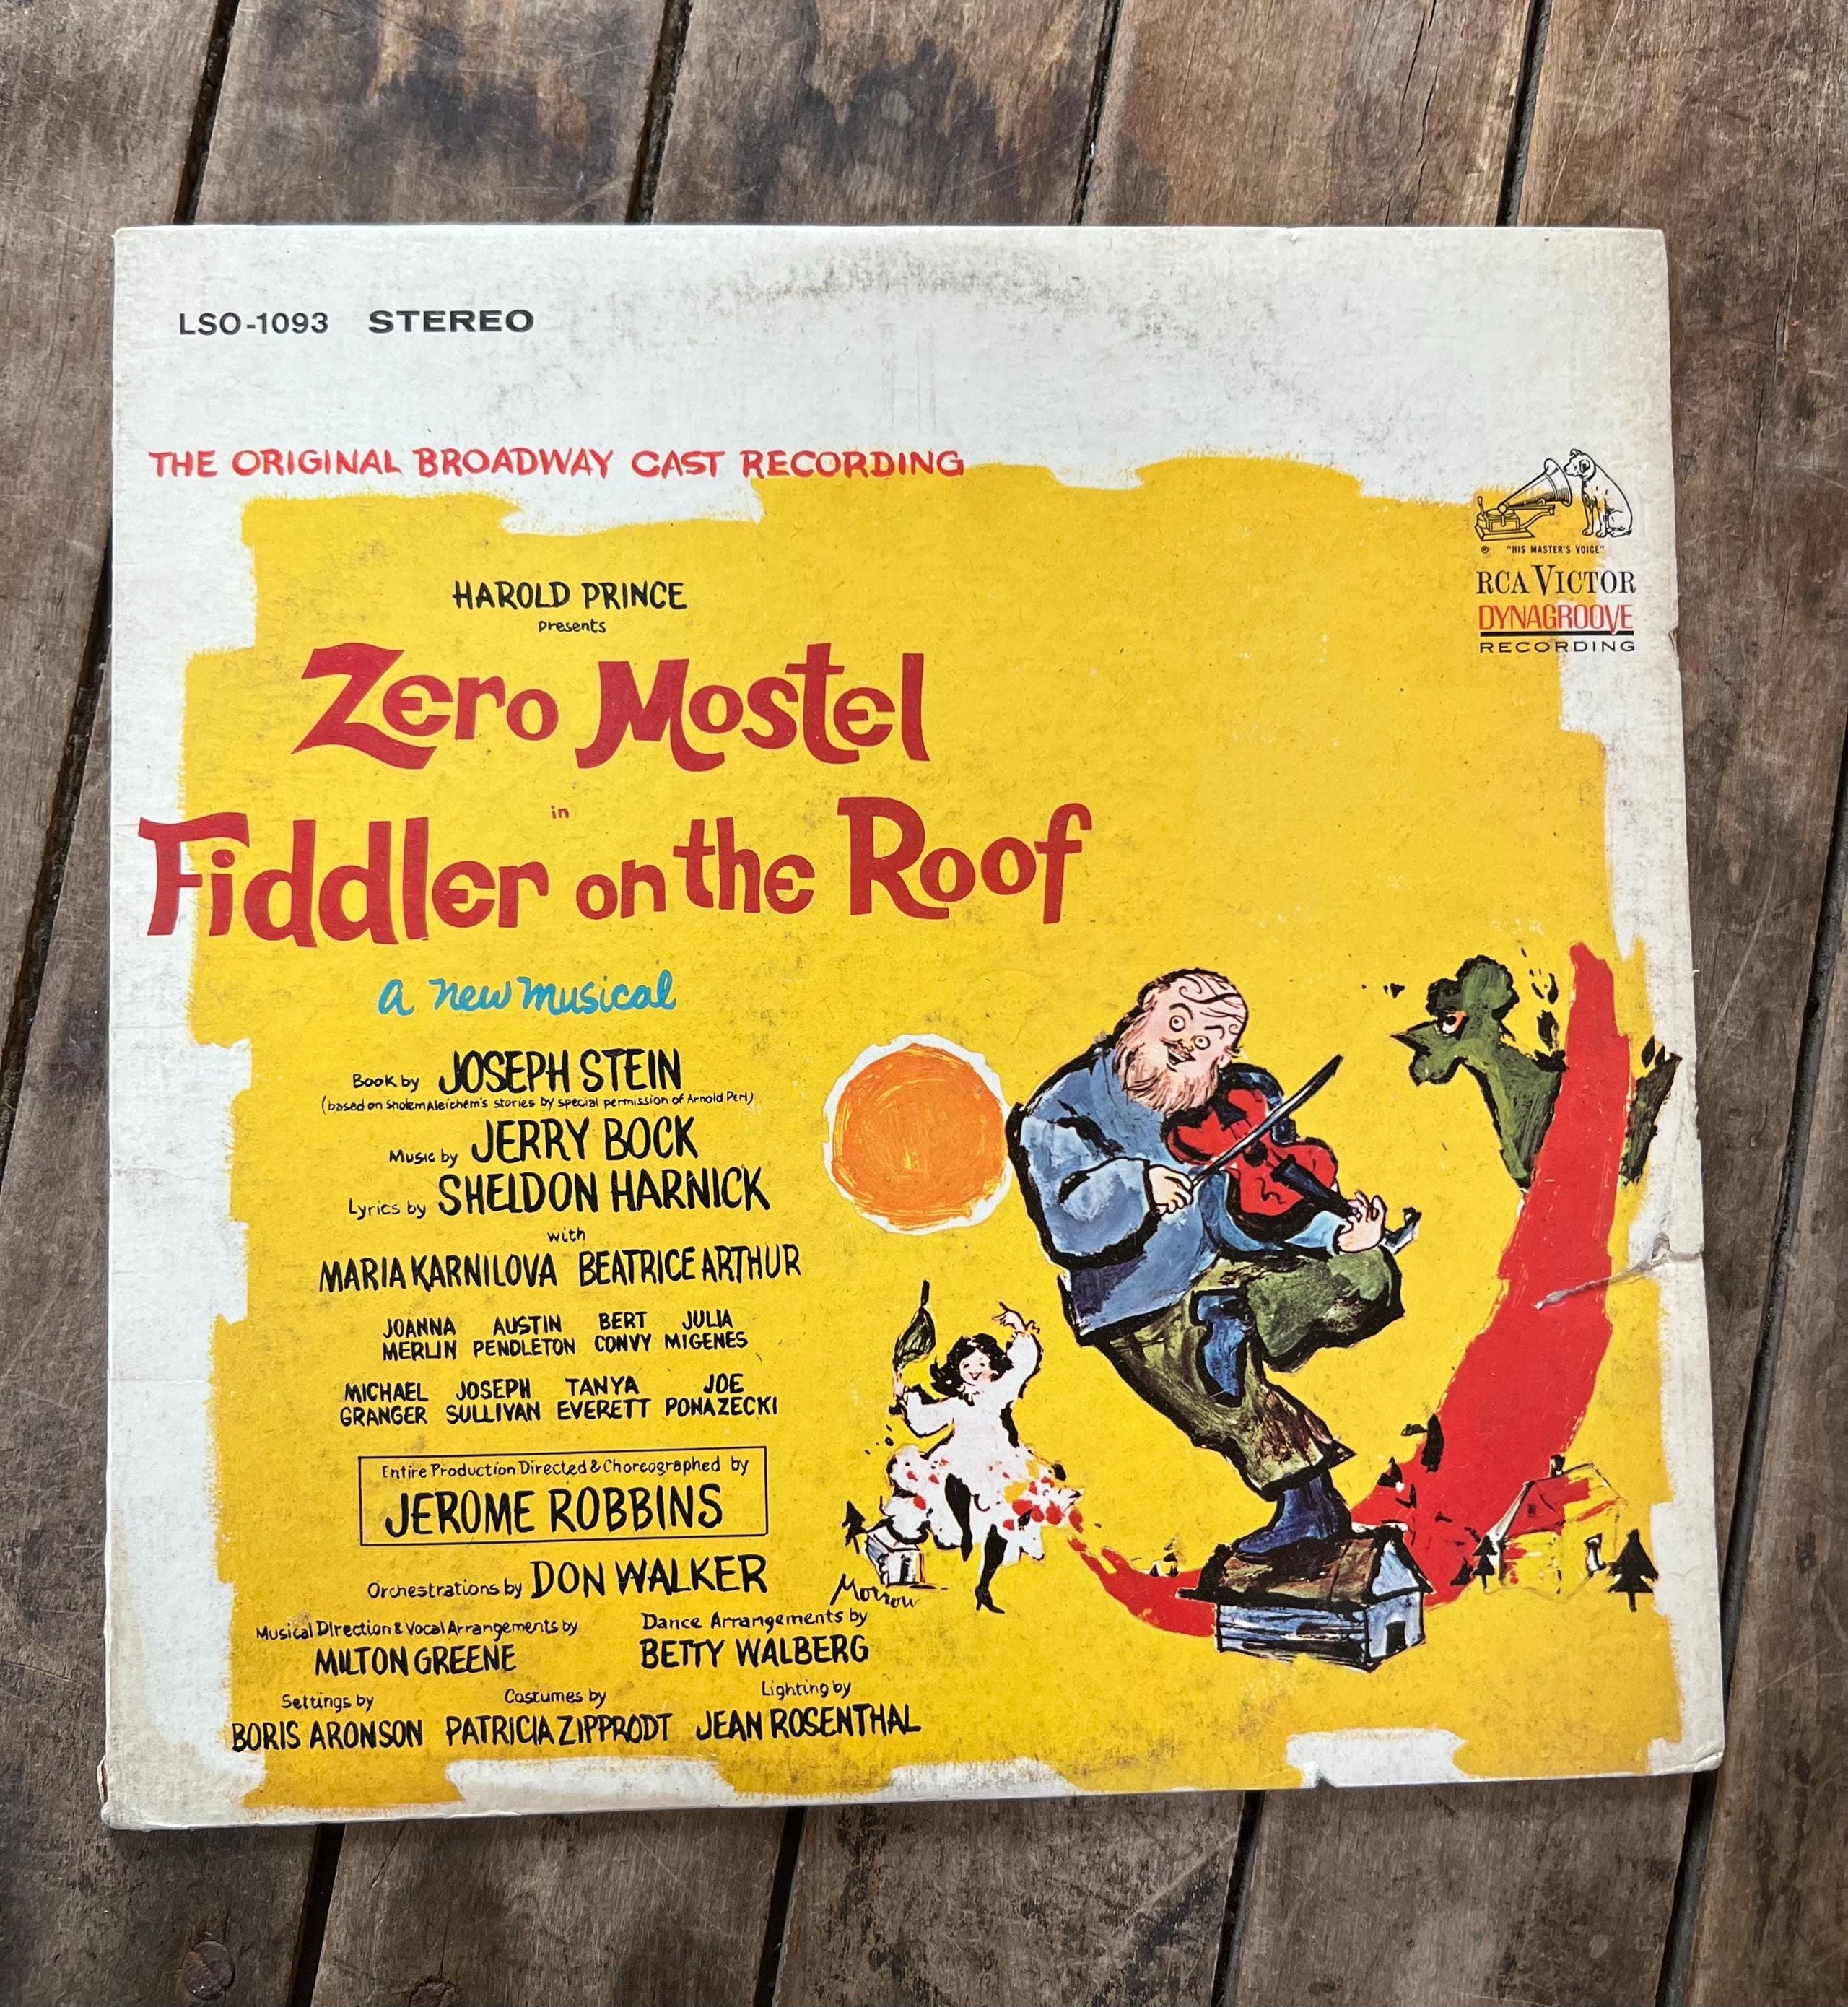 LSO-1093 STEREO
THE ORIGINAL BROADWAY CAST RECORDING
® "HIS MASTER'S VOICE"
RCA VICTOR
DYNAGROOVE
RECORDING
HAROLD PRINCE
presents
Zero Mostel
in
Fiddler on the Roof
a new musical
Book by JOSEPH STEIN
(based on Sholem Aleichem's stories by special permission of Arnold Perl)
Music by JERRY BOCK
Lyrics by SHELDON HARNICK
with
MARIA KARNILOVA BEATRICE ARTHUR
JOANNA AUSTIN BERT JULIA
MERLIN PENDLETON CONVY MIGENES
MICHAEL JOSEPH TANYA JOE
GRANGER SULLIVAN EVERETT PONAZECKI
Entire Production Directed & Choreographed by
JEROME ROBBINS
Orchestrations by DON WALKER
Morrow
Musical Direction & Vocal Arrangements by Dance Arrangements by
MILTON GREENE BETTY WALBERG
Settings by Costumes by Lighting by
BORIS ARONSON PATRICIA ZIPPRODT JEAN ROSENTHAL